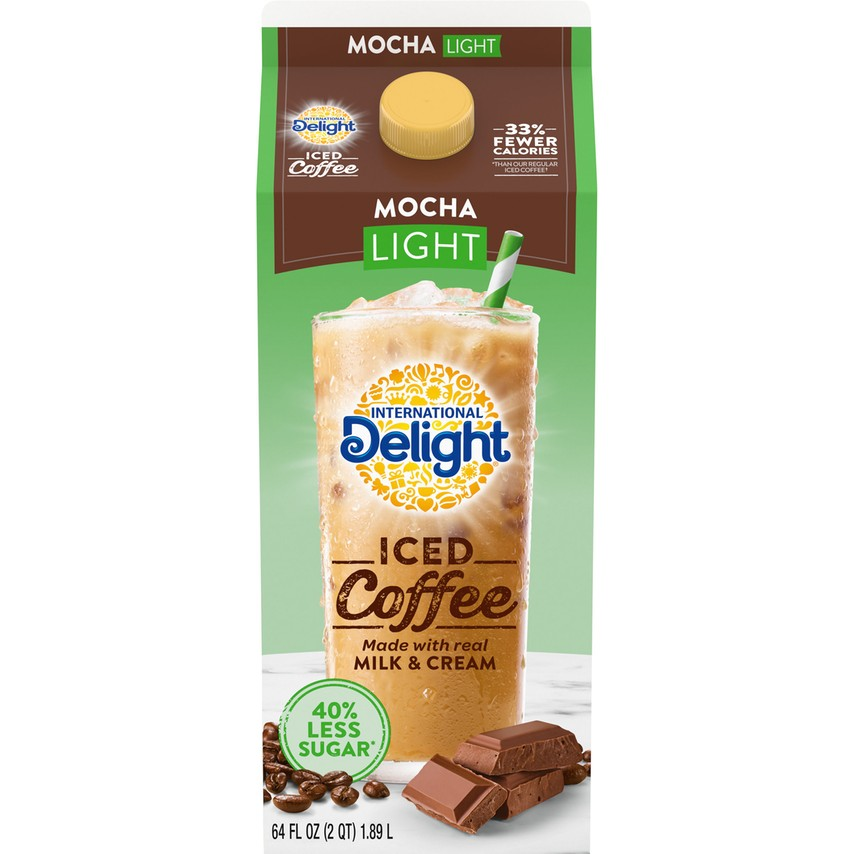 MOCHA LIGHT
INTERNATIONAL
Delight
ICED
Coffee
33%
FEWER
CALORIES
*THAN OUR REGULAR
ICED COFFEE†
MOCHA
LIGHT
INTERNATIONAL
Delight
ICED
Coffee
Made with real
MILK & CREAM
40%
LESS
SUGAR*
64 FL OZ (2 QT) 1.89 L